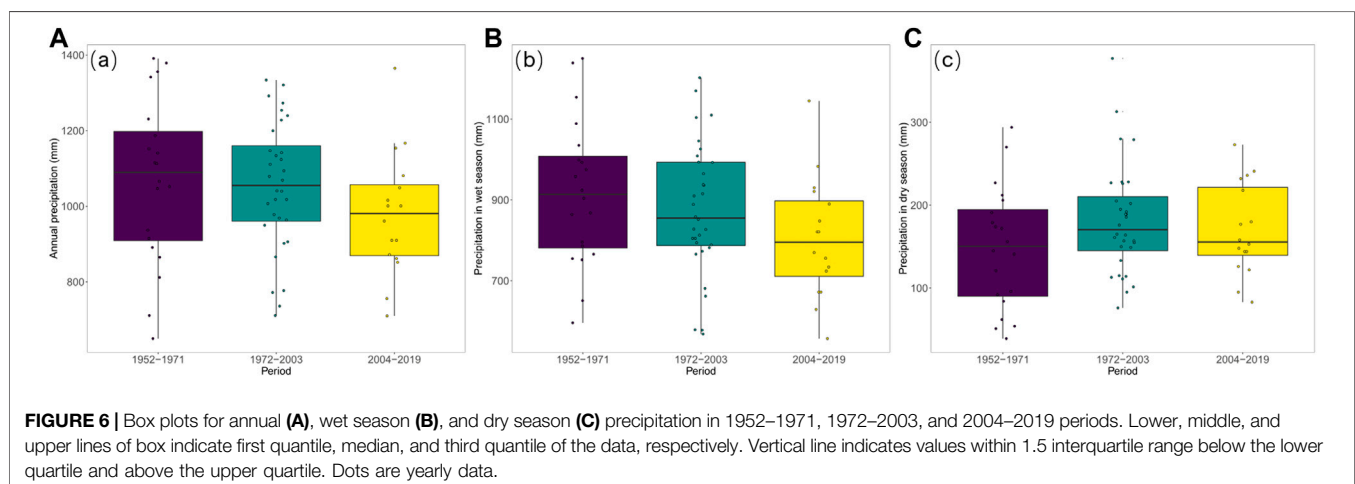 A
(a)
1400
1200
1000
800
Annual precipitation (mm)
1952−1971
1972−2003
2004−2019
Period
B
(b)
1100
900
700
Precipitation in wet season (mm)
1952−1971
1972−2003
2004−2019
Period
C
(c)
300
200
100
Precipitation in dry season (mm)
1952−1971
1972−2003
2004−2019
Period
FIGURE 6 | Box plots for annual (A), wet season (B), and dry season (C) precipitation in 1952–1971, 1972–2003, and 2004–2019 periods. Lower, middle, and
upper lines of box indicate first quantile, median, and third quantile of the data, respectively. Vertical line indicates values within 1.5 interquartile range below the lower
quartile and above the upper quartile. Dots are yearly data.